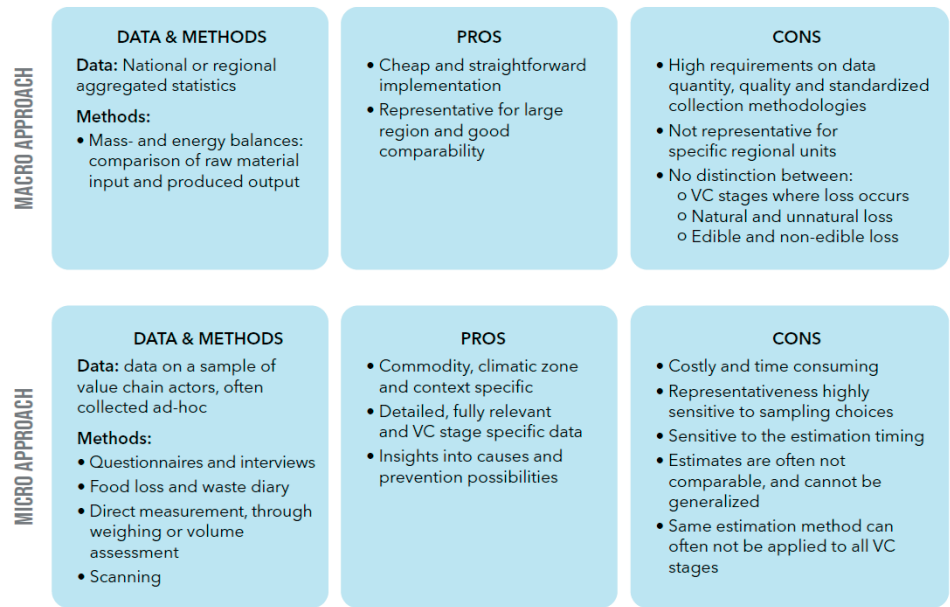 MACRO APPROACH
DATA & METHODS
Data: National or regional
aggregated statistics
Methods:
• Mass- and energy balances:
comparison of raw material
input and produced output
PROS
• Cheap and straightforward
implementation
• Representative for large
region and good
comparability
CONS
• High requirements on data
quantity, quality and standardized
collection methodologies
• Not representative for
specific regional units
• No distinction between:
o VC stages where loss occurs
o Natural and unnatural loss
o Edible and non-edible loss
MICRO APPROACH
DATA & METHODS
Data: data on a sample of
value chain actors, often
collected ad-hoc
Methods:
• Questionnaires and interviews
• Food loss and waste diary
• Direct measurement, through
weighing or volume
assessment
• Scanning
PROS
• Commodity, climatic zone
and context specific
• Detailed, fully relevant
and VC stage specific data
• Insights into causes and
prevention possibilities
CONS
• Costly and time consuming
• Representativeness highly
sensitive to sampling choices
• Sensitive to the estimation timing
• Estimates are often not
comparable, and cannot be
generalized
• Same estimation method can
often not be applied to all VC
stages